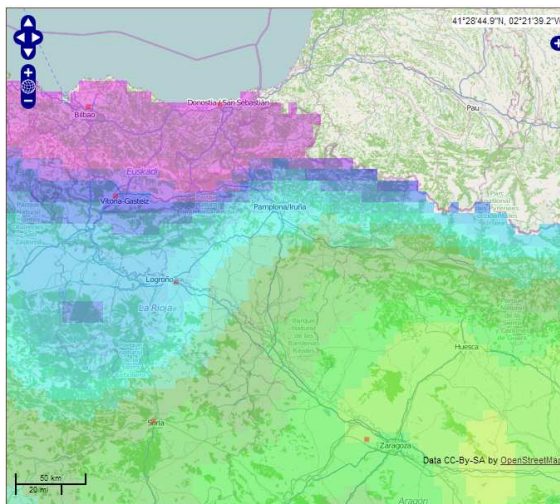 41°28'44.9"N, 02°21'39.2"W
Pau
Donostia / San Sebastián
Bilbao
Euskadi
Vitoria-Gasteiz
Pamplona/Iruña
Logroño
La Rioja
Huesca
Soria
Zaragoza
Data CC-By-SA by OpenStreetMap
50 km
20 mi
Aragón